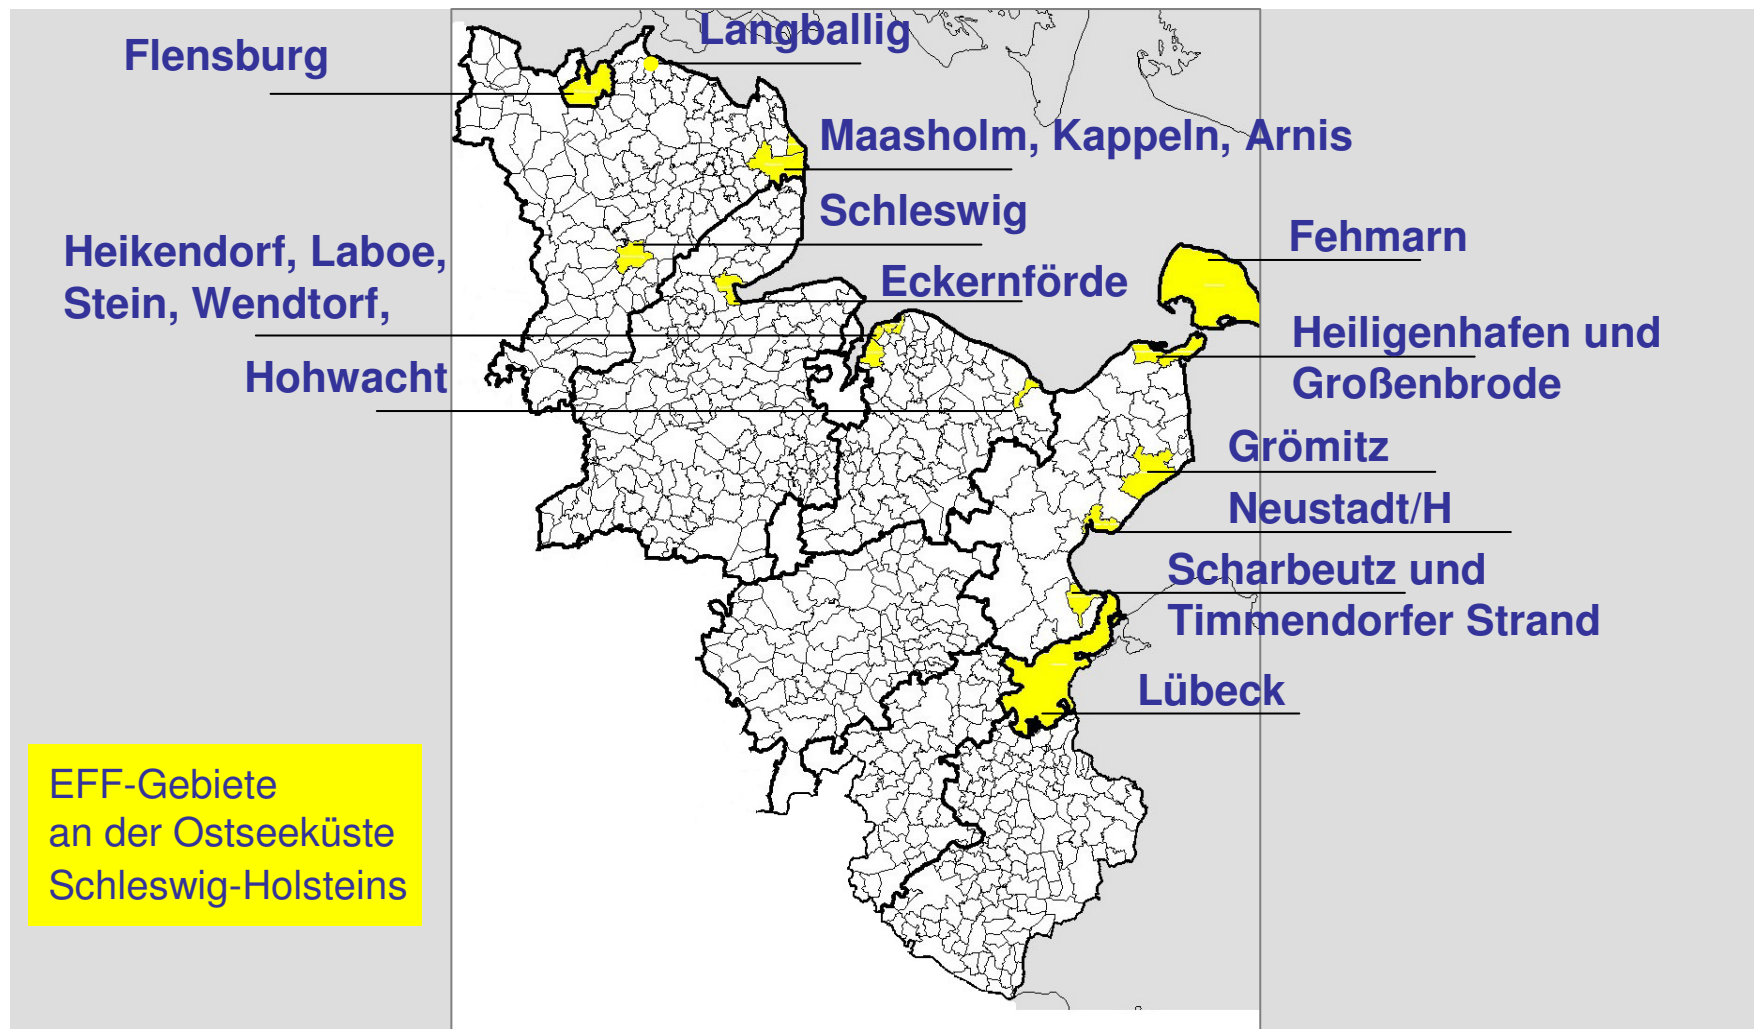 Langballig
Flensburg
Maasholm, Kappeln, Arnis
Schleswig
Fehmarn
Heikendorf, Laboe,
Stein, Wendtorf,
Eckernförde
Heiligenhafen und
Großenbrode
Hohwacht
Grömitz
Neustadt/H
Scharbeutz und
Timmendorfer Strand
Lübeck
EFF-Gebiete
an der Ostseeküste
Schleswig-Holsteins